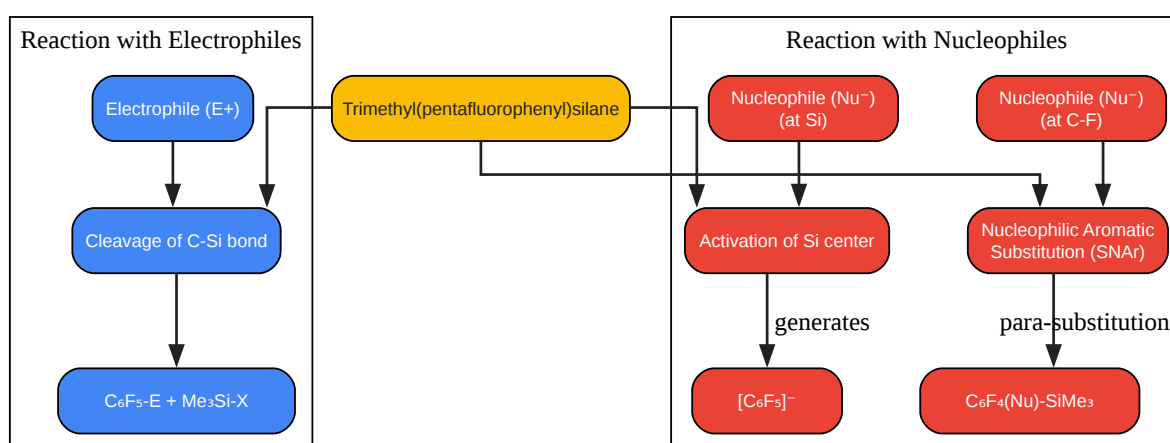 Reaction with Electrophiles
Reaction with Nucleophiles
Electrophile (E+)
Trimethyl(pentafluorophenyl)silane
Nucleophile (Nu⁻)
(at Si)
Nucleophile (Nu⁻)
(at C-F)
Cleavage of C-Si bond
Activation of Si center
Nucleophilic Aromatic
Substitution (SNAr)
generates
para-substitution
C₆F₅-E + Me₃Si-X
[C₆F₅]⁻
C₆F₄(Nu)-SiMe₃